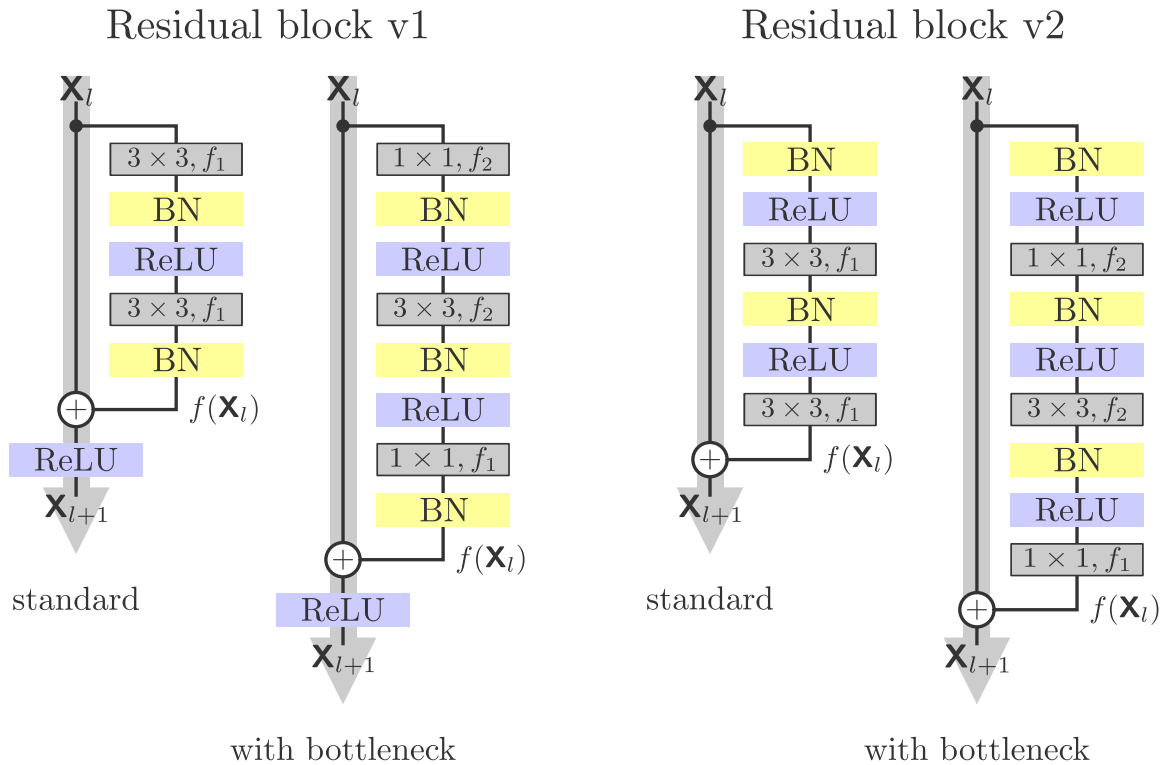 Residual block v1
X_l
3 × 3, f_1
BN
ReLU
3 × 3, f_1
BN
+
f(X_l)
ReLU
X_{l+1}
standard
X_l
1 × 1, f_2
BN
ReLU
3 × 3, f_2
BN
ReLU
1 × 1, f_1
BN
+
f(X_l)
ReLU
X_{l+1}
with bottleneck
Residual block v2
X_l
BN
ReLU
3 × 3, f_1
BN
ReLU
3 × 3, f_1
+
f(X_l)
X_{l+1}
standard
X_l
BN
ReLU
1 × 1, f_2
BN
ReLU
3 × 3, f_2
BN
ReLU
1 × 1, f_1
+
f(X_l)
X_{l+1}
with bottleneck